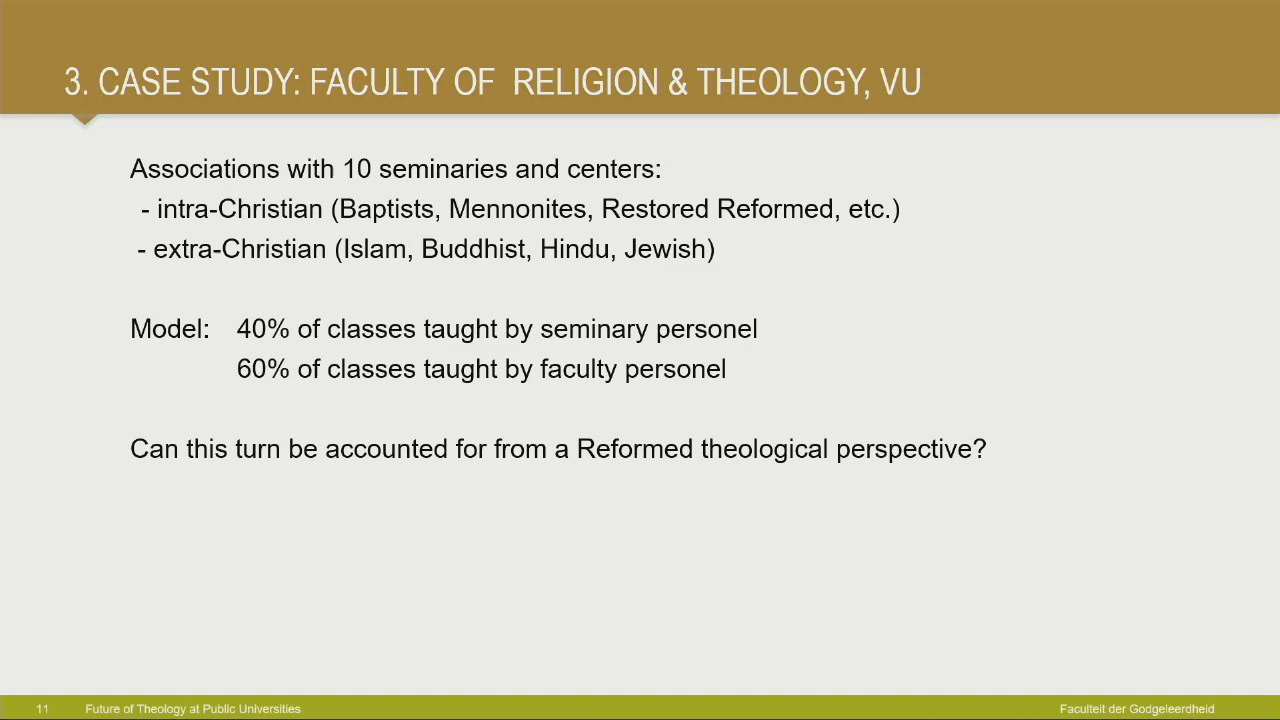 3. CASE STUDY: FACULTY OF RELIGION & THEOLOGY, VU
Associations with 10 seminaries and centers:
- intra-Christian (Baptists, Mennonites, Restored Reformed, etc.)
- extra-Christian (Islam, Buddhist, Hindu, Jewish)
Model: 40% of classes taught by seminary personel
60% of classes taught by faculty personel
Can this turn be accounted for from a Reformed theological perspective?
11 Future of Theology at Public Universities Faculteit der Godgeleerdheid